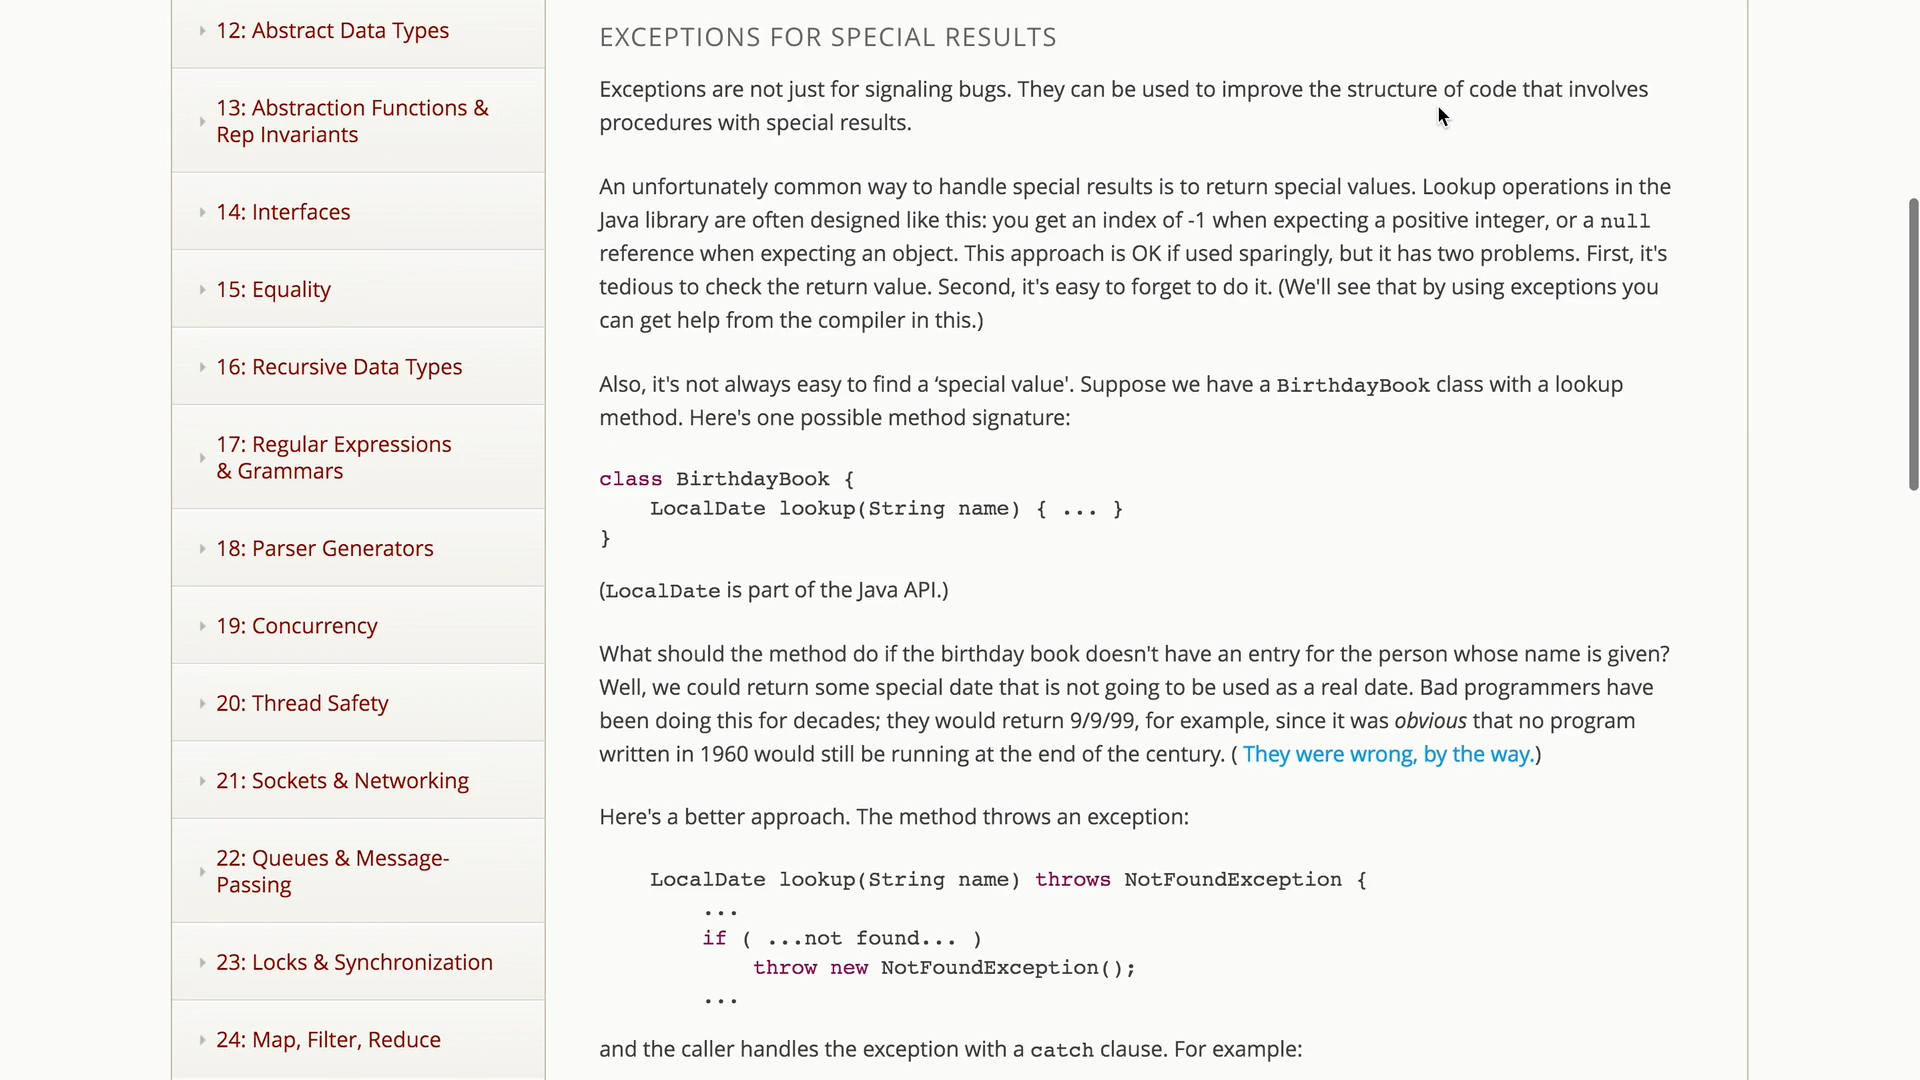 12: Abstract Data Types
13: Abstraction Functions &
Rep Invariants
14: Interfaces
15: Equality
16: Recursive Data Types
17: Regular Expressions
& Grammars
18: Parser Generators
19: Concurrency
20: Thread Safety
21: Sockets & Networking
22: Queues & Message-
Passing
23: Locks & Synchronization
24: Map, Filter, Reduce
EXCEPTIONS FOR SPECIAL RESULTS
Exceptions are not just for signaling bugs. They can be used to improve the structure of code that involves
procedures with special results.
An unfortunately common way to handle special results is to return special values. Lookup operations in the
Java library are often designed like this: you get an index of -1 when expecting a positive integer, or a null
reference when expecting an object. This approach is OK if used sparingly, but it has two problems. First, it's
tedious to check the return value. Second, it's easy to forget to do it. (We'll see that by using exceptions you
can get help from the compiler in this.)
Also, it's not always easy to find a ‘special value'. Suppose we have a BirthdayBook class with a lookup
method. Here's one possible method signature:
class BirthdayBook {
    LocalDate lookup(String name) { ... }
}
(LocalDate is part of the Java API.)
What should the method do if the birthday book doesn't have an entry for the person whose name is given?
Well, we could return some special date that is not going to be used as a real date. Bad programmers have
been doing this for decades; they would return 9/9/99, for example, since it was obvious that no program
written in 1960 would still be running at the end of the century. ( They were wrong, by the way.)
Here's a better approach. The method throws an exception:
    LocalDate lookup(String name) throws NotFoundException {
        ...
        if ( ...not found... )
            throw new NotFoundException();
        ...
and the caller handles the exception with a catch clause. For example: